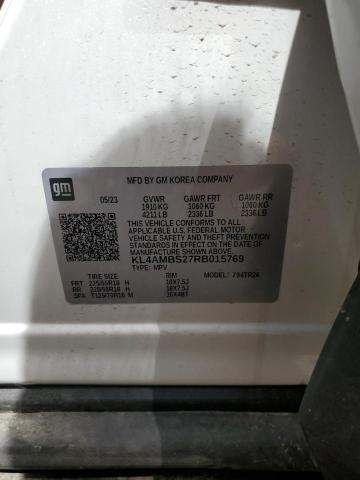 gm
MFD BY GM KOREA COMPANY
05/23 GVWR GAWR FRT GAWR RR
1910 KG 1060 KG 1060 KG
4211 LB 2336 LB 2336 LB
THIS VEHICLE CONFORMS TO ALL
APPLICABLE U.S. FEDERAL MOTOR
VEHICLE SAFETY, BUMPER, AND THEFT
PREVENTION STANDARDS IN EFFECT ON
THE DATE OF MANUFACTURE SHOWN ABOVE.
KL4AMBS27RB015769
TYPE: MPV
TIRE SIZE RIM MODEL: 794TR26
FRT 225/55R18 H 18X7.5J
RR 225/55R18 H 18X7.5J
SPA T125/70R16 M 16X4BT